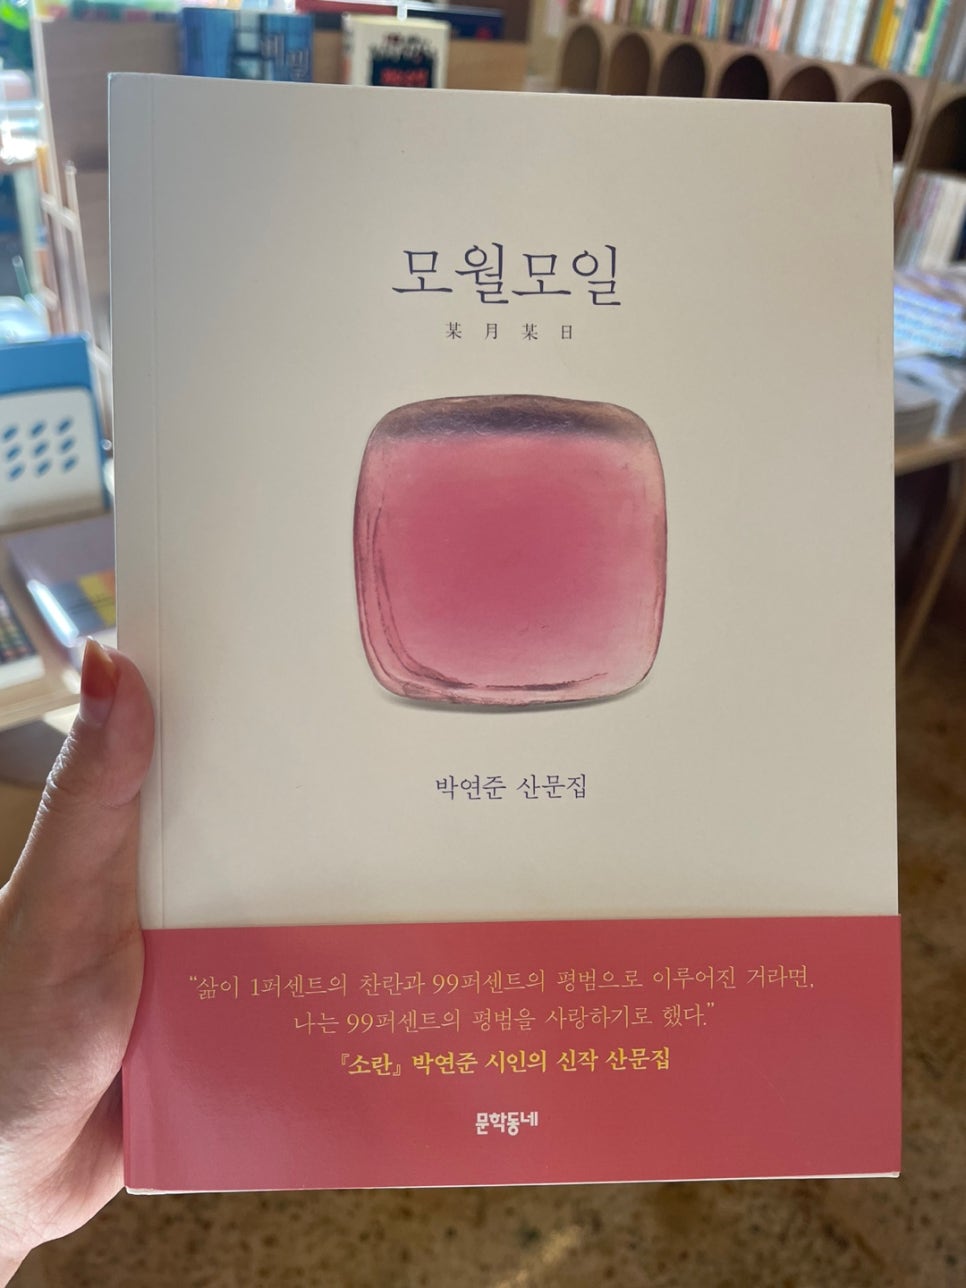 비밀
모월모일
某月某日
박연준 산문집
“삶이 1퍼센트의 찬란과 99퍼센트의 평범으로 이루어진 거라면,
나는 99퍼센트의 평범을 사랑하기로 했다.”
『소란』 박연준 시인의 신작 산문집
문학동네